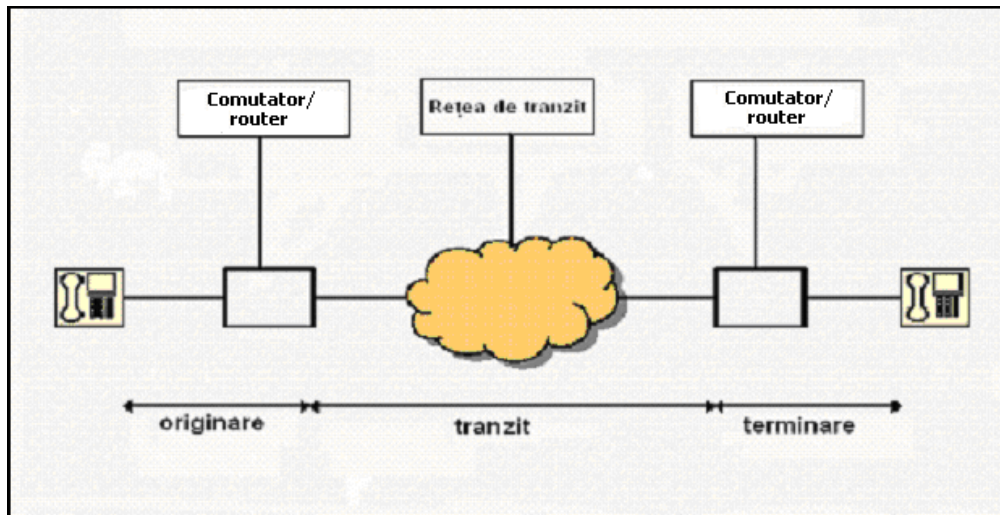 Comutator/
router
Rețea de tranzit
Comutator/
router
originare
tranzit
terminare